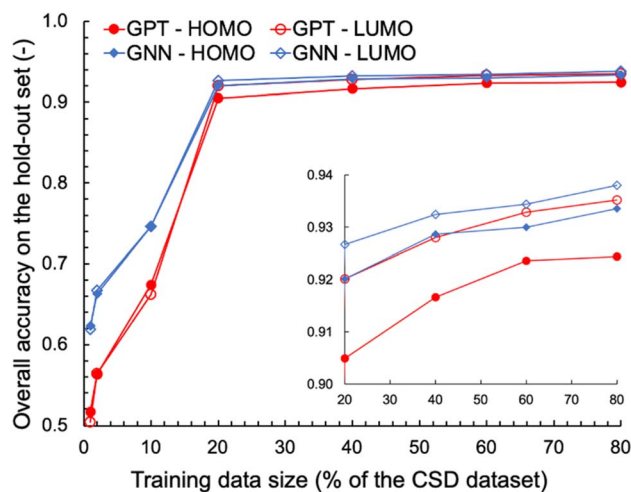 GPT - HOMO GPT - LUMO
GNN - HOMO GNN - LUMO
Overall accuracy on the hold-out set (-)
1.0
0.9
0.8
0.7
0.6
0.5
0 10 20 30 40 50 60 70 80
Training data size (% of the CSD dataset)
0.94
0.93
0.92
0.91
0.90
20 30 40 50 60 70 80